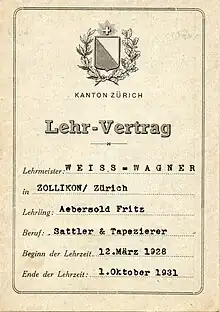 KANTON ZÜRICH
Lehr-Vertrag
Lehrmeister: WEISS=WAGNER
in ZOLLIKON/ Zürich
Lehrling: Aebersold Fritz
Beruf: Sattler & Tapezierer
Beginn der Lehrzeit: 12.März 1928
Ende der Lehrzeit: 1.Oktober 1931